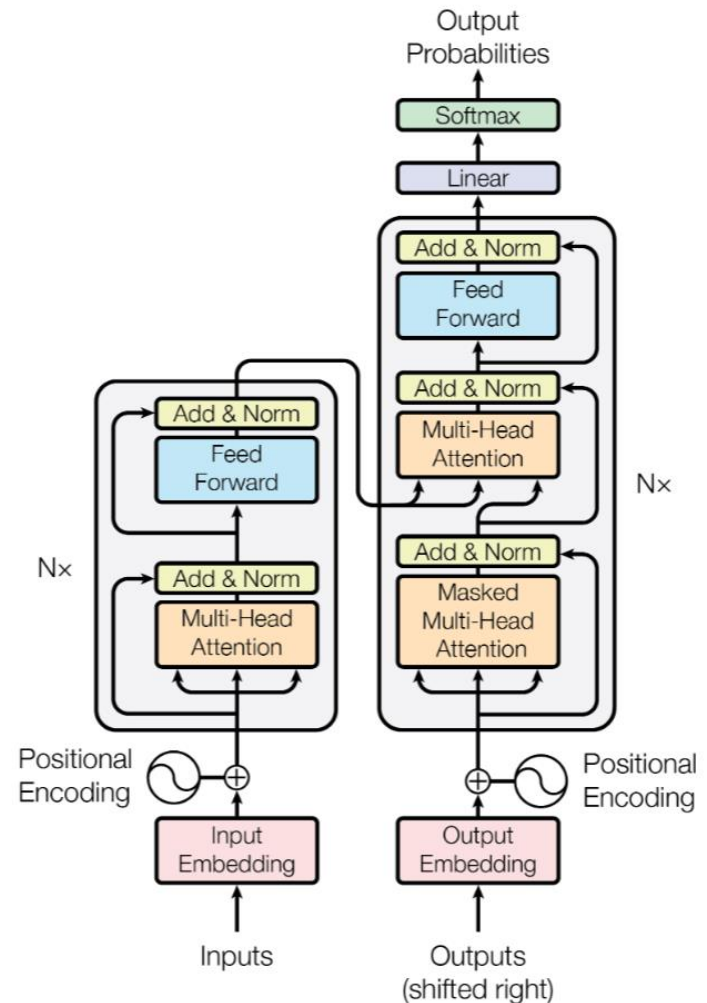 Output
Probabilities
Softmax
Linear
Add & Norm
Feed
Forward
Add & Norm
Multi-Head
Attention
Add & Norm
Masked
Multi-Head
Attention
Nx
Add & Norm
Feed
Forward
Add & Norm
Multi-Head
Attention
Nx
Positional
Encoding
Positional
Encoding
Input
Embedding
Output
Embedding
Inputs
Outputs
(shifted right)